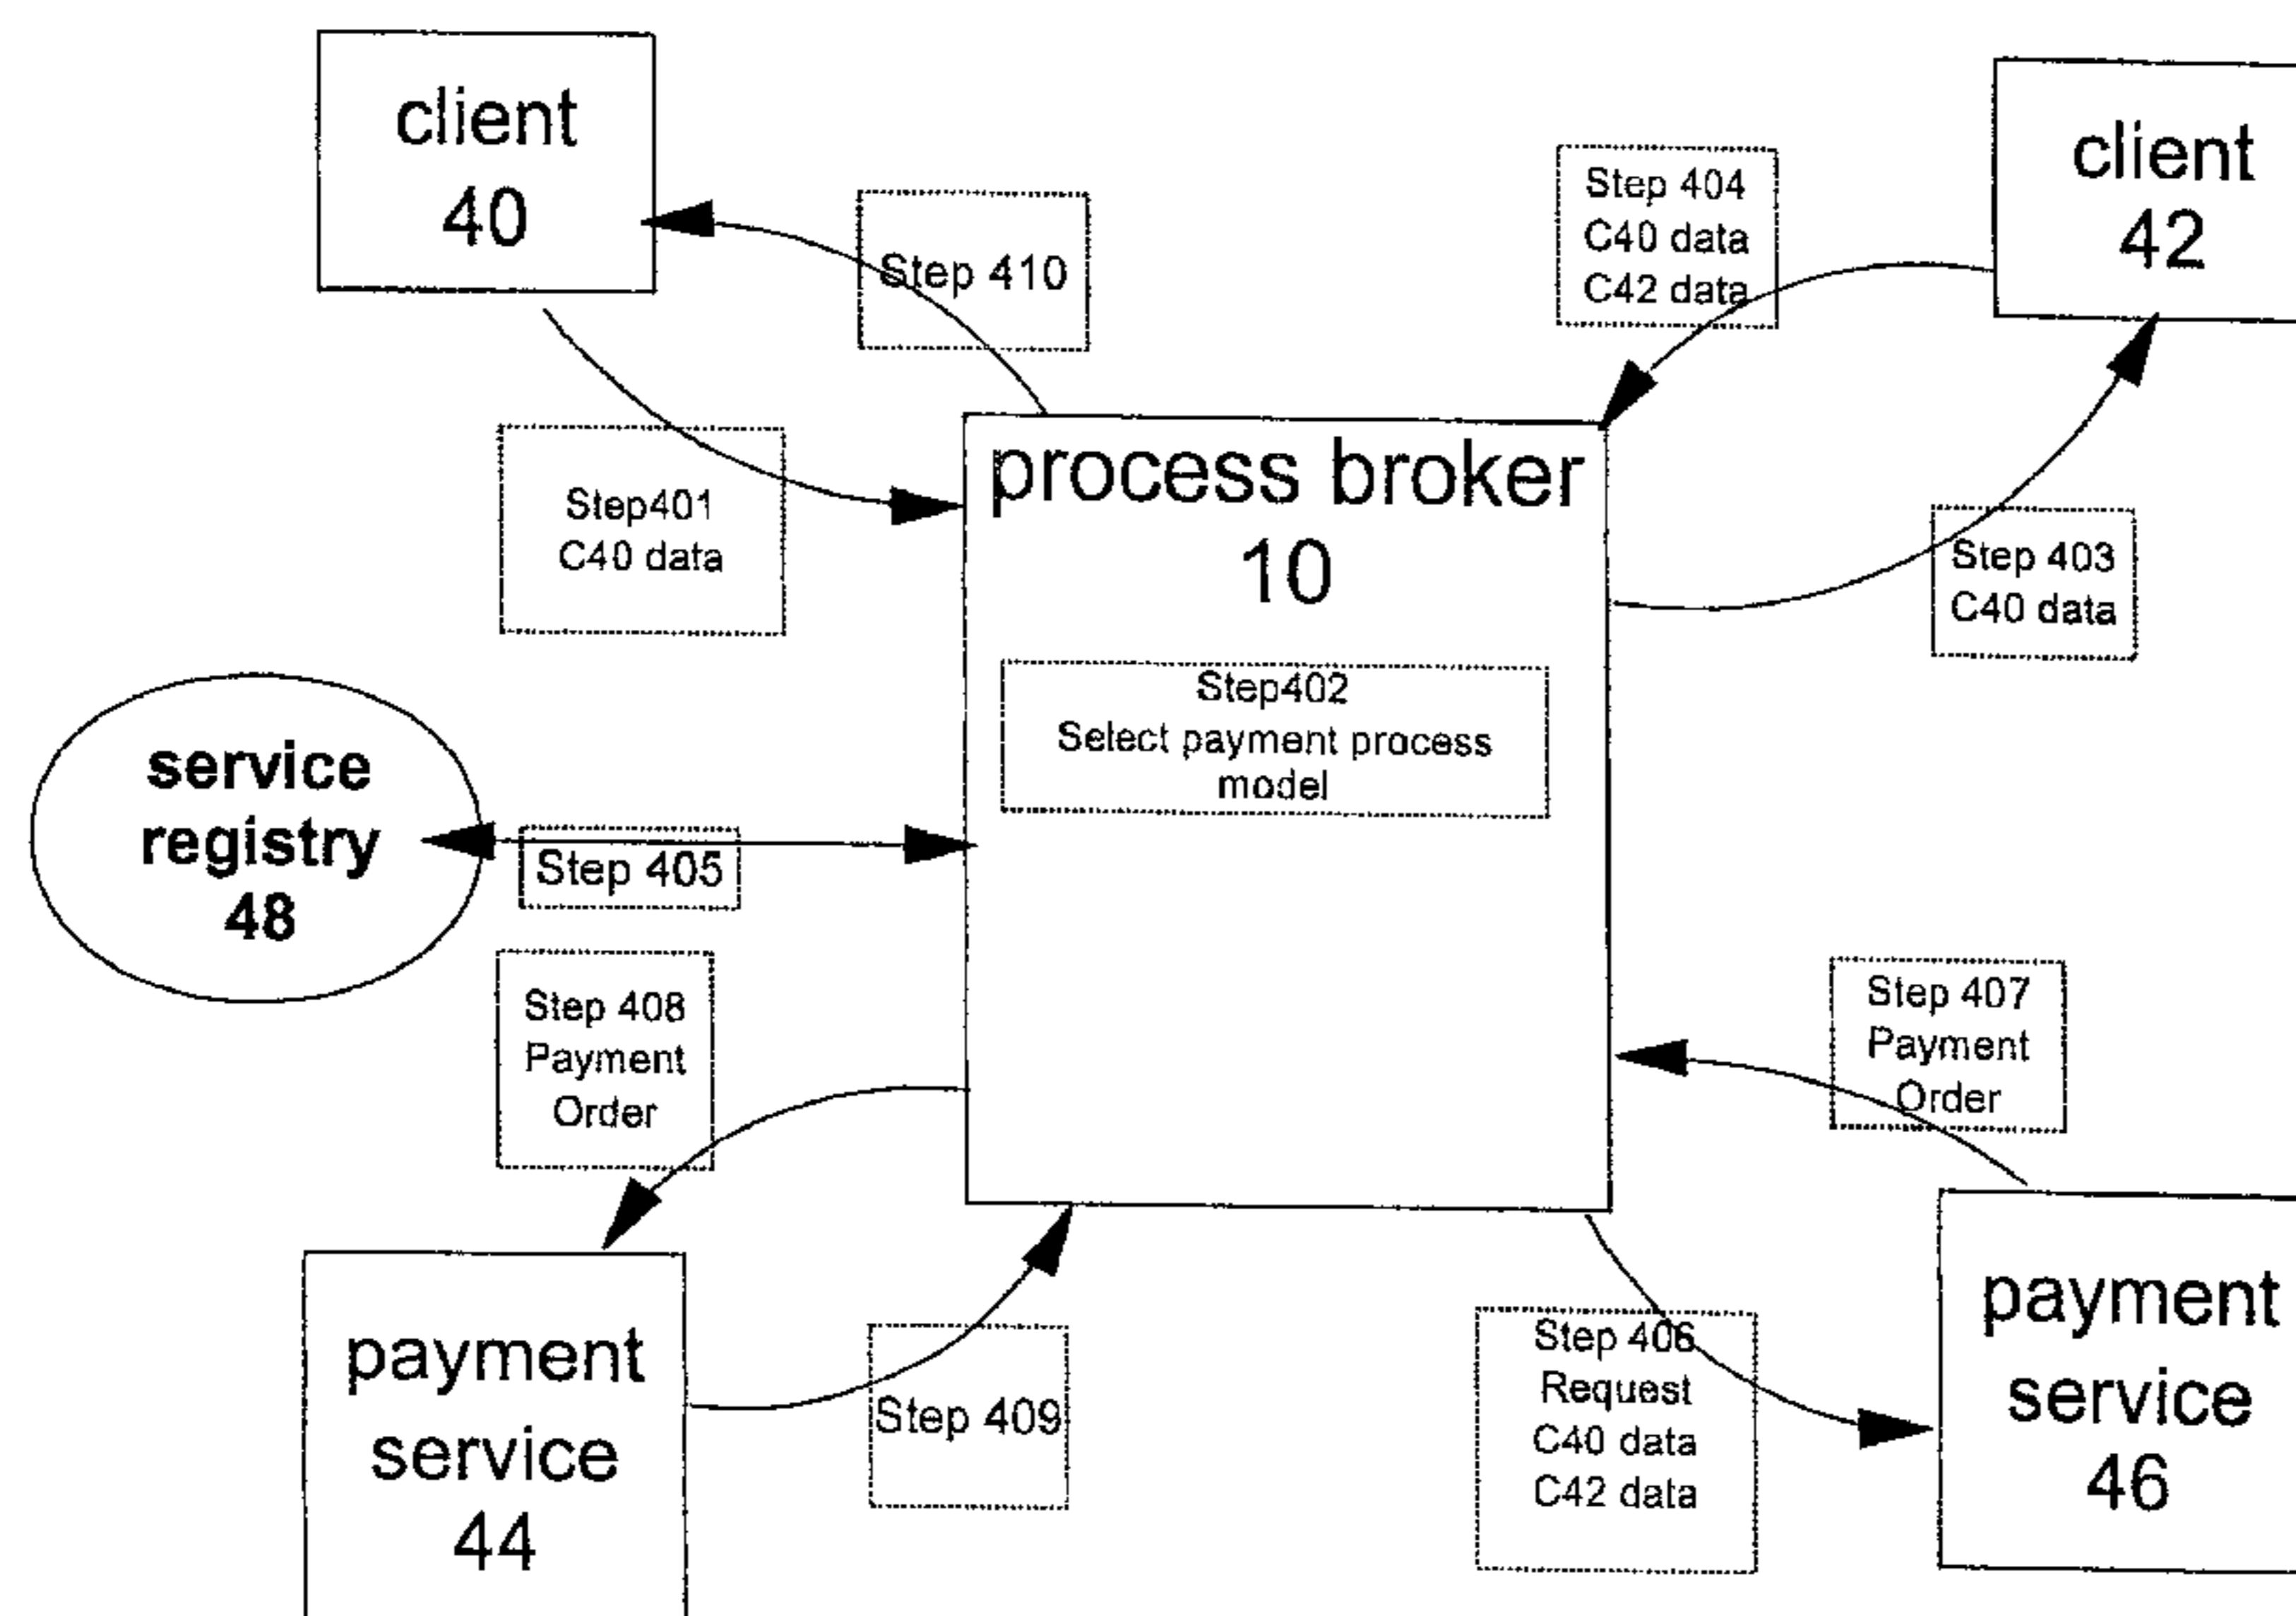 client
40
Step 410
Step 404
C40 data
C42 data
client
42
Step401
C40 data
process broker
10
Step 403
C40 data
Step402
Select payment process
model
service
registry
48
Step 405
Step 408
Payment
Order
Step 407
Payment
Order
payment
service
44
Step 409
Step 406
Request
C40 data
C42 data
payment
service
46